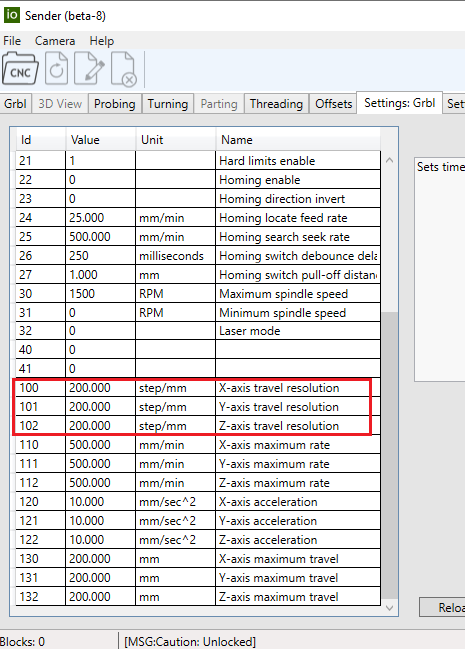 io Sender (beta-8)
File Camera Help
CNC
Grbl 3D View Probing Turning Parting Threading Offsets Settings: Grbl Set
Id Value Unit Name
21 1 Hard limits enable
22 0 Homing enable
23 0 Homing direction invert
24 25.000 mm/min Homing locate feed rate
25 500.000 mm/min Homing search seek rate
26 250 milliseconds Homing switch debounce dela
27 1.000 mm Homing switch pull-off distan
30 1500 RPM Maximum spindle speed
31 0 RPM Minimum spindle speed
32 0 Laser mode
40 0
41 0
100 200.000 step/mm X-axis travel resolution
101 200.000 step/mm Y-axis travel resolution
102 200.000 step/mm Z-axis travel resolution
110 500.000 mm/min X-axis maximum rate
111 500.000 mm/min Y-axis maximum rate
112 500.000 mm/min Z-axis maximum rate
120 10.000 mm/sec^2 X-axis acceleration
121 10.000 mm/sec^2 Y-axis acceleration
122 10.000 mm/sec^2 Z-axis acceleration
130 200.000 mm X-axis maximum travel
131 200.000 mm Y-axis maximum travel
132 200.000 mm Z-axis maximum travel
Sets time
Reloa
Blocks: 0 [MSG:Caution: Unlocked]